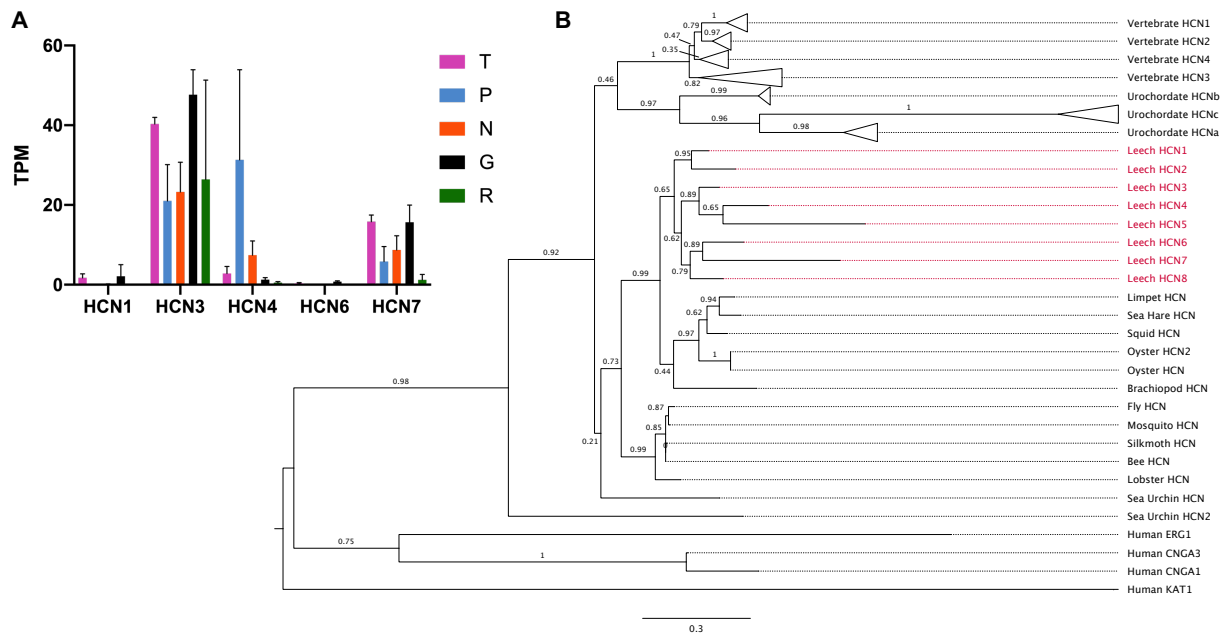 A
TPM
60
40
20
0
HCN1
HCN3
HCN4
HCN6
HCN7
T
P
N
G
R
B
Vertebrate HCN1
Vertebrate HCN2
Vertebrate HCN4
Vertebrate HCN3
Urochordate HCNb
Urochordate HCNc
Urochordate HCNa
Leech HCN1
Leech HCN2
Leech HCN3
Leech HCN4
Leech HCN5
Leech HCN6
Leech HCN7
Leech HCN8
Limpet HCN
Sea Hare HCN
Squid HCN
Oyster HCN2
Oyster HCN
Brachiopod HCN
Fly HCN
Mosquito HCN
Silkmoth HCN
Bee HCN
Lobster HCN
Sea Urchin HCN
Sea Urchin HCN2
Human ERG1
Human CNGA3
Human CNGA1
Human KAT1
1
0.79
0.97
0.47
0.35
1
0.82
0.46
0.99
0.97
1
0.96
0.98
0.95
0.65
0.89
0.65
0.62
0.89
0.79
0.92
0.99
0.94
0.62
0.97
1
0.44
0.73
0.87
0.85
0
0.99
0.21
0.98
0.75
1
0.3